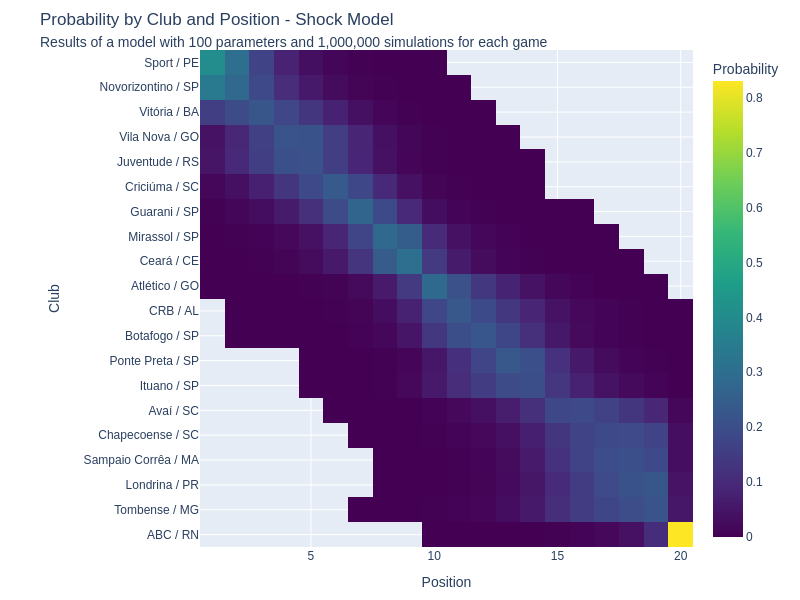 Probability by Club and Position - Shock Model
Results of a model with 100 parameters and 1,000,000 simulations for each game
Probability
Sport / PE
Novorizontino / SP
Vitória / BA
Vila Nova / GO
Juventude / RS
Criciúma / SC
Guarani / SP
Mirassol / SP
Ceará / CE
Atlético / GO
CRB / AL
Botafogo / SP
Ponte Preta / SP
Ituano / SP
Avaí / SC
Chapecoense / SC
Sampaio Corrêa / MA
Londrina / PR
Tombense / MG
ABC / RN
Club
0.8
0.7
0.6
0.5
0.4
0.3
0.2
0.1
0
5
10
15
20
Position